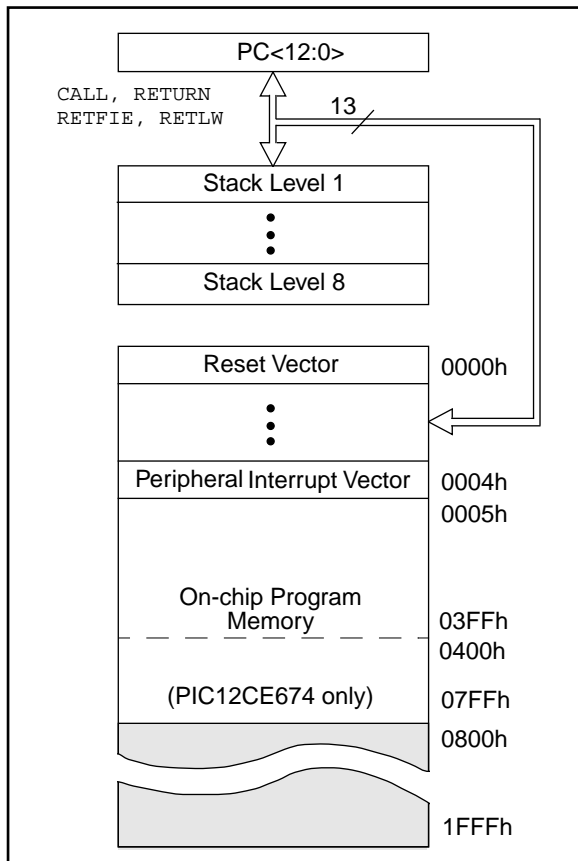 PC<12:0>
CALL, RETURN
RETFIE, RETLW
13
Stack Level 1
Stack Level 8
Reset Vector
0000h
Peripheral Interrupt Vector
0004h
0005h
On-chip Program
Memory
03FFh
0400h
(PIC12CE674 only)
07FFh
0800h
1FFFh